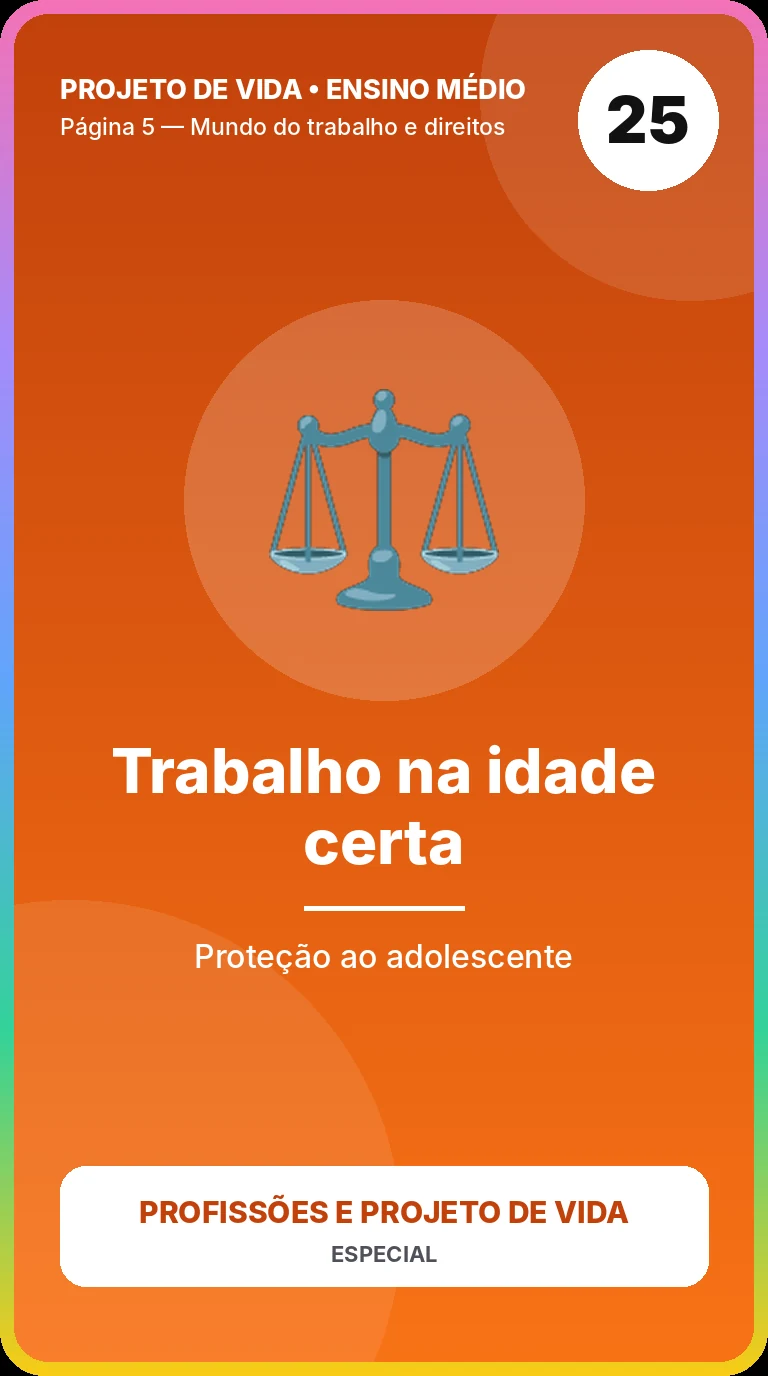 PROJETO DE VIDA • ENSINO MÉDIO
Página 5 — Mundo do trabalho e direitos
25
Trabalho na idade
certa
Proteção ao adolescente
PROFISSÕES E PROJETO DE VIDA
ESPECIAL